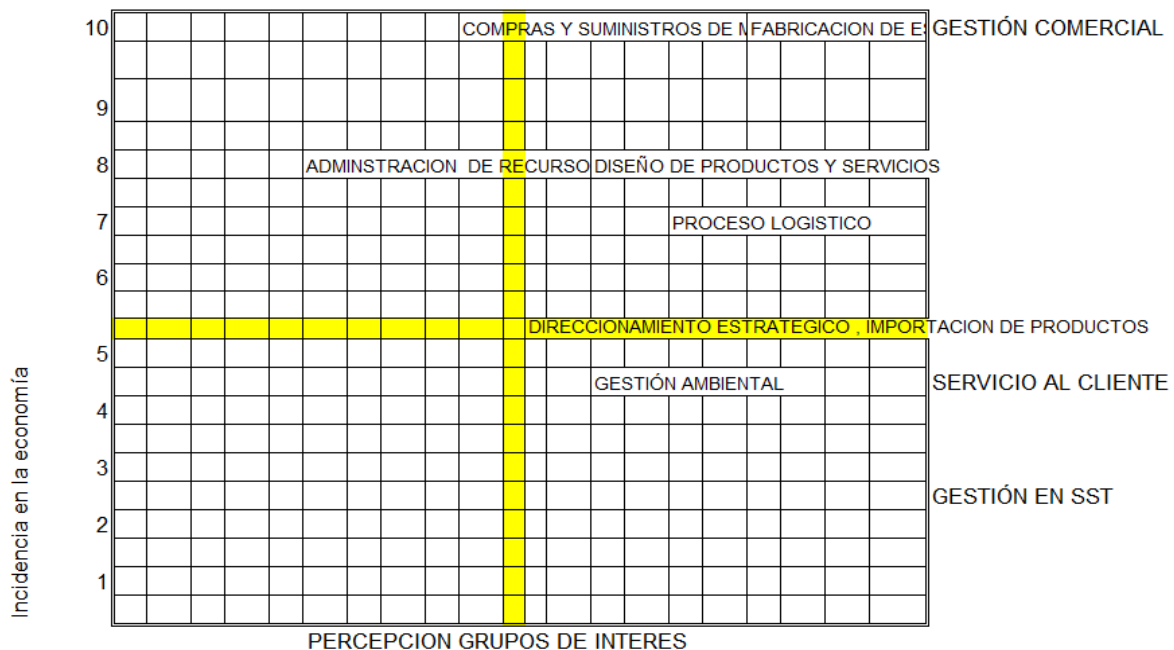 10 COMPRAS Y SUMINISTROS DE M FABRICACION DE ES GESTIÓN COMERCIAL
9
8 ADMINSTRACION DE RECURSO DISEÑO DE PRODUCTOS Y SERVICIOS
7 PROCESO LOGISTICO
6
DIRECCIONAMIENTO ESTRATEGICO , IMPORTACION DE PRODUCTOS
5
GESTIÓN AMBIENTAL SERVICIO AL CLIENTE
4
3
GESTIÓN EN SST
2
1
Incidencia en la economía
PERCEPCION GRUPOS DE INTERES